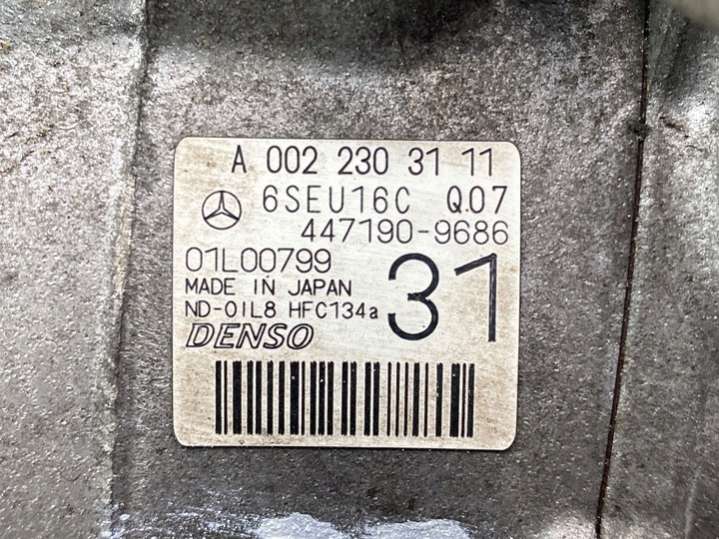 A 002 230 31 11
6SEU16C Q.07
447190-9686
01L00799
31
MADE IN JAPAN
ND-OIL8 HFC134a
DENSO